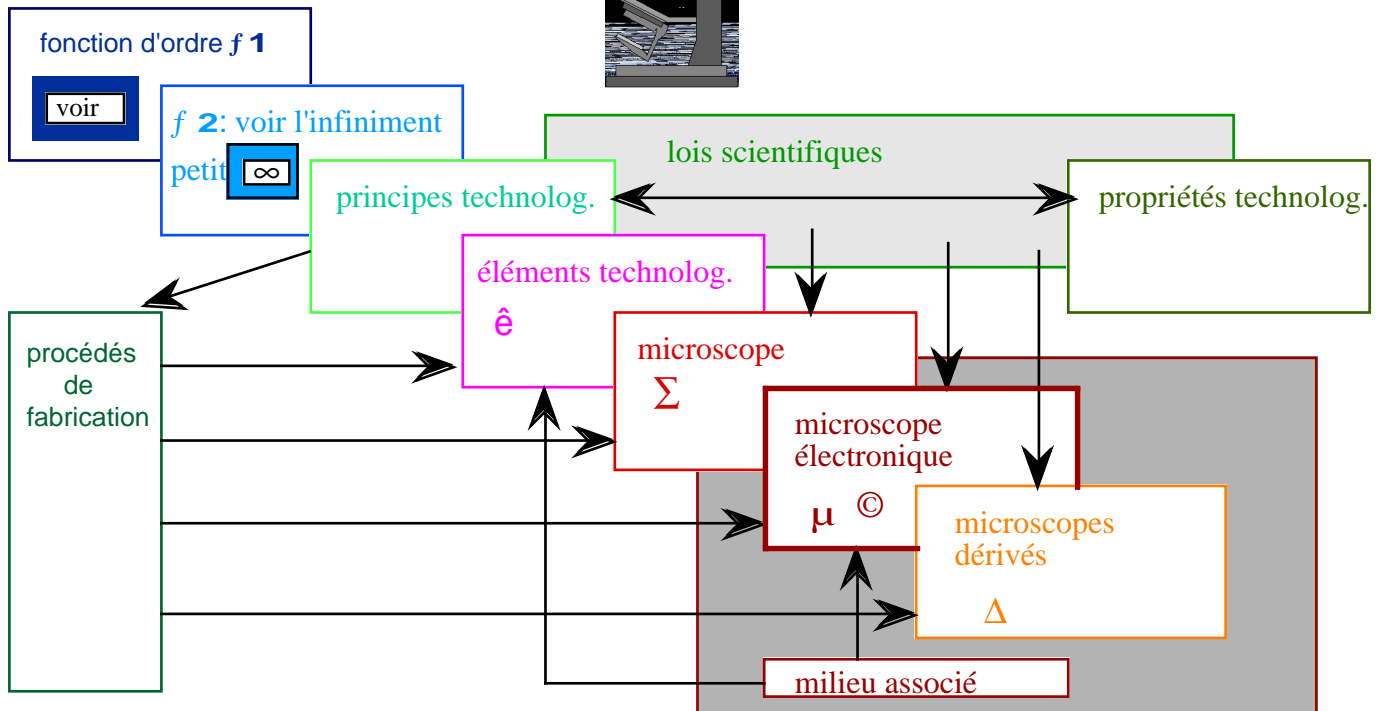 fonction d'ordre f 1
voir
f 2: voir l'infiniment
petit ∞
lois scientifiques
principes technolog.
propriétés technolog.
éléments technolog.
ê
procédés
de
fabrication
microscope
Σ
microscope
électronique
µ ©
microscopes
dérivés
Δ
milieu associé